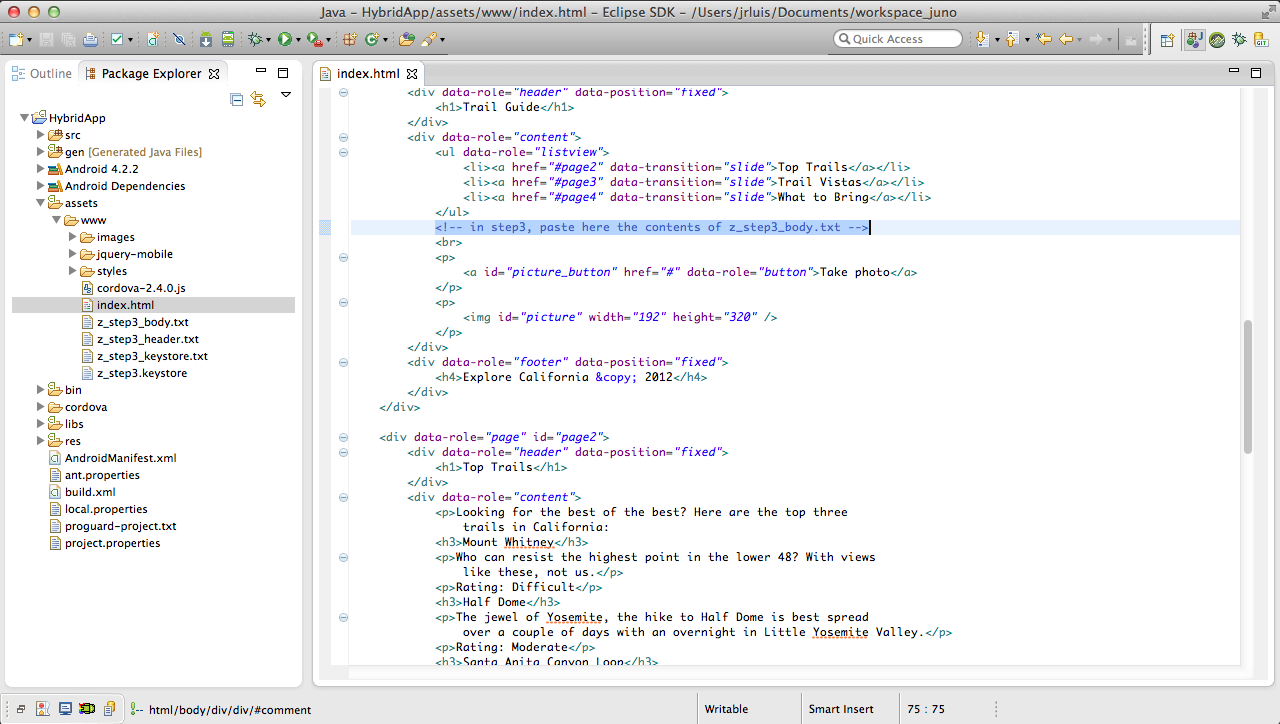 Java – HybridApp/assets/www/index.html – Eclipse SDK – /Users/jrluis/Documents/workspace_juno
Quick Access
Outline
Package Explorer
HybridApp
src
gen [Generated Java Files]
Android 4.2.2
Android Dependencies
assets
www
images
jquery-mobile
styles
cordova-2.4.0.js
index.html
z_step3_body.txt
z_step3_header.txt
z_step3_keystore.txt
z_step3.keystore
bin
cordova
libs
res
AndroidManifest.xml
ant.properties
build.xml
local.properties
proguard-project.txt
project.properties
index.html
<div data-role="header" data-position="fixed">
<h1>Trail Guide</h1>
</div>
<div data-role="content">
<ul data-role="listview">
<li><a href="#page2" data-transition="slide">Top Trails</a></li>
<li><a href="#page3" data-transition="slide">Trail Vistas</a></li>
<li><a href="#page4" data-transition="slide">What to Bring</a></li>
</ul>
<!-- in step3, paste here the contents of z_step3_body.txt -->
<br>
<p>
<a id="picture_button" href="#" data-role="button">Take photo</a>
</p>
<p>
<img id="picture" width="192" height="320" />
</p>
</div>
<div data-role="footer" data-position="fixed">
<h4>Explore California &copy; 2012</h4>
</div>
</div>
<div data-role="page" id="page2">
<div data-role="header" data-position="fixed">
<h1>Top Trails</h1>
</div>
<div data-role="content">
<p>Looking for the best of the best? Here are the top three
trails in California:
<h3>Mount Whitney</h3>
<p>Who can resist the highest point in the lower 48? With views
like these, not us.</p>
<p>Rating: Difficult</p>
<h3>Half Dome</h3>
<p>The jewel of Yosemite, the hike to Half Dome is best spread
over a couple of days with an overnight in Little Yosemite Valley.</p>
<p>Rating: Moderate</p>
<h3>Santa Anita Canyon Loop</h3>
html/body/div/div/#comment
Writable
Smart Insert
75 : 75